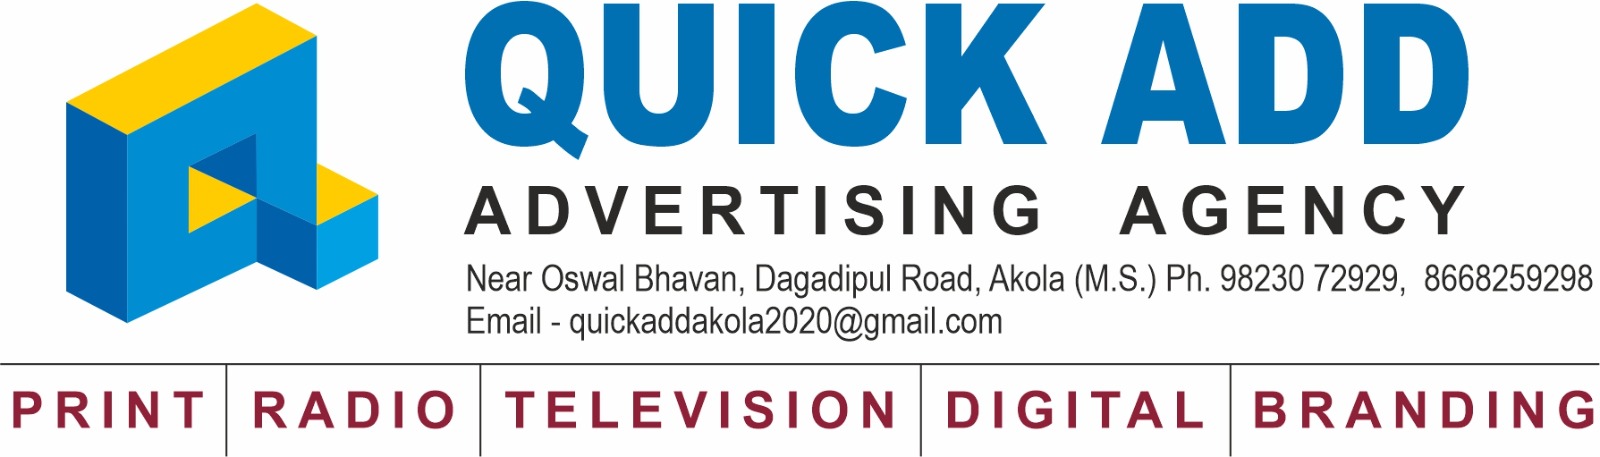 QUICK ADD
ADVERTISING AGENCY
Near Oswal Bhavan, Dagadipul Road, Akola (M.S.) Ph. 98230 72929, 8668259298
Email - quickaddakola2020@gmail.com
PRINT RADIO TELEVISION DIGITAL BRANDING